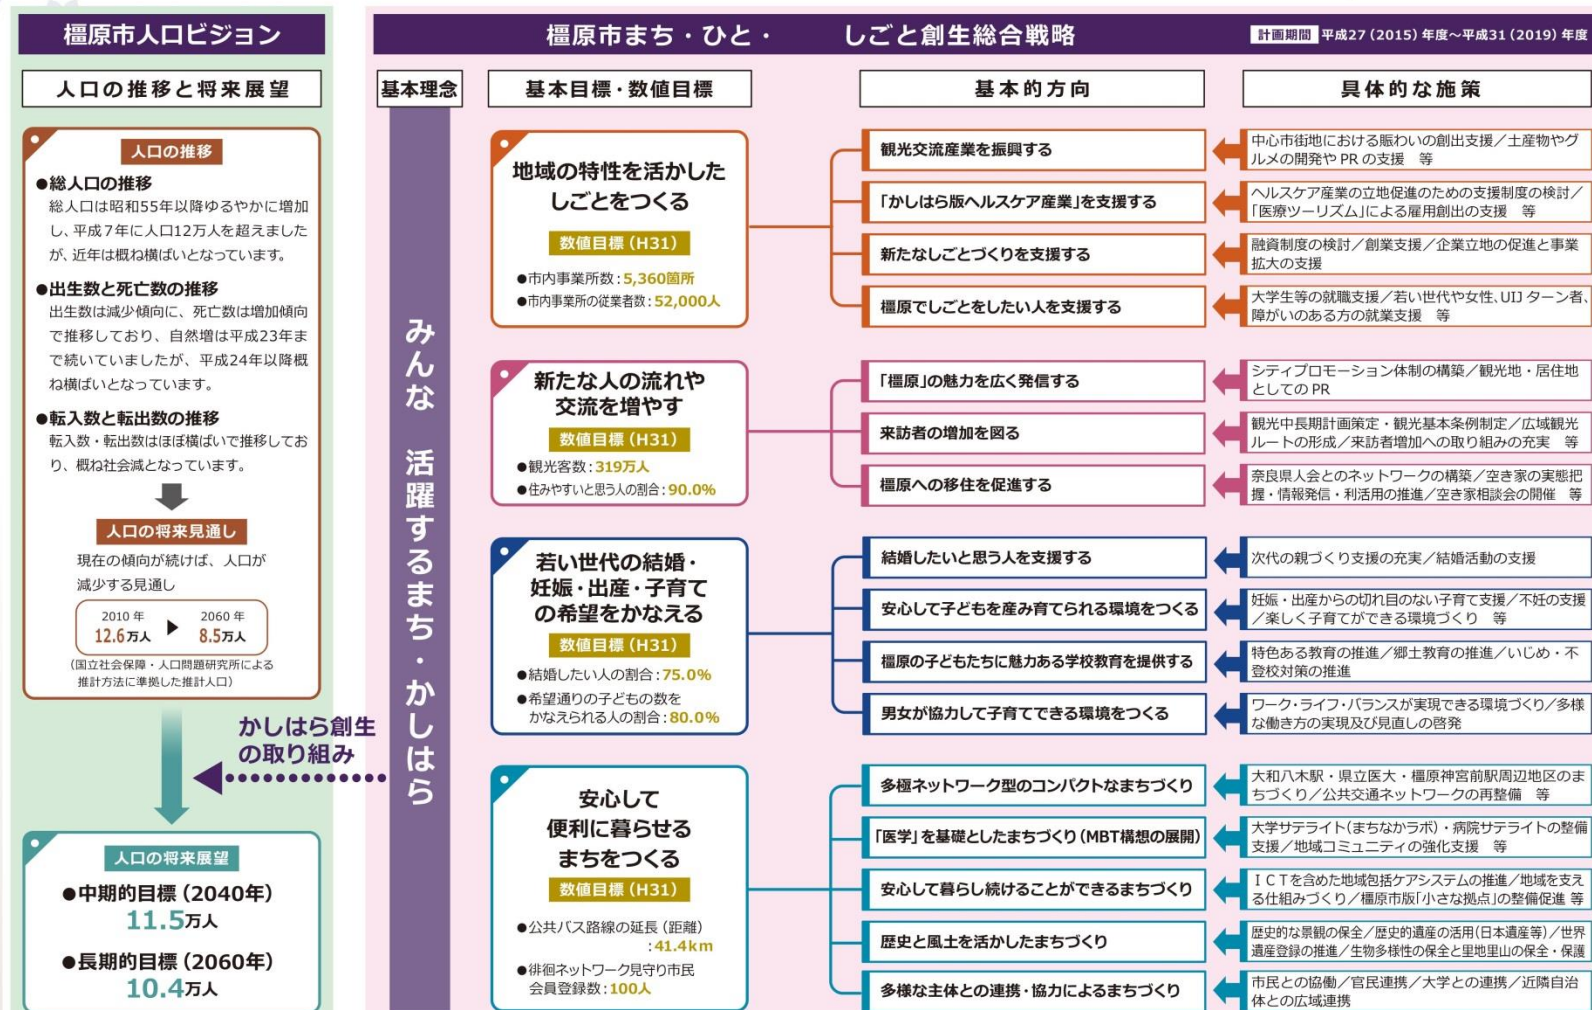 橿原市人口ビジョン
人口の推移と将来展望
人口の推移
●総人口の推移
総人口は昭和55年以降ゆるやかに増加
し、平成7年に人口12万人を超えました
が、近年は概ね横ばいとなっています。
●出生数と死亡数の推移
出生数は減少傾向に、死亡数は増加傾向
で推移しており、自然増は平成23年ま
で続いていましたが、平成24年以降概
ね横ばいとなっています。
●転入数と転出数の推移
転入数・転出数はほぼ横ばいで推移してお
り、概ね社会減となっています。
人口の将来見通し
現在の傾向が続けば、人口が
減少する見通し
2010年 ▶ 2060年
12.6万人 8.5万人
(国立社会保障・人口問題研究所による
推計方法に準拠した推計人口)
かしはら創生
の取り組み
人口の将来展望
●中期的目標(2040年)
11.5万人
●長期的目標(2060年)
10.4万人
橿原市まち・ひと・ しごと創生総合戦略
計画期間 平成27(2015)年度~平成31(2019)年度
基本理念
みんな 活躍するまち・かしはら
基本目標・数値目標
基本的方向
具体的な施策
地域の特性を活かした
しごとをつくる
数値目標(H31)
●市内事業所数:5,360箇所
●市内事業所の従業者数:52,000人
観光交流産業を振興する
中心市街地における賑わいの創出支援/土産物やグ
ルメの開発やPRの支援 等
「かしはら版ヘルスケア産業」を支援する
ヘルスケア産業の立地促進のための支援制度の検討/
「医療ツーリズム」による雇用創出の支援 等
新たなしごとづくりを支援する
融資制度の検討/創業支援/企業立地の促進と事業
拡大の支援
橿原でしごとをしたい人を支援する
大学生等の就職支援/若い世代や女性、UIJターン者、
障がいのある方の就業支援 等
新たな人の流れや
交流を増やす
数値目標(H31)
●観光客数:319万人
●住みやすいと思う人の割合:90.0%
「橿原」の魅力を広く発信する
シティプロモーション体制の構築/観光地・居住地
としてのPR
来訪者の増加を図る
観光中長期計画策定・観光基本条例制定/広域観光
ルートの形成/来訪者増加への取り組みの充実 等
橿原への移住を促進する
奈良県人会とのネットワークの構築/空き家の実態把
握・情報発信・利活用の推進/空き家相談会の開催 等
若い世代の結婚・
妊娠・出産・子育て
の希望をかなえる
数値目標(H31)
●結婚したい人の割合:75.0%
●希望通りの子どもの数を
かなえられる人の割合:80.0%
結婚したいと思う人を支援する
次代の親づくり支援の充実/結婚活動の支援
安心して子どもを産み育てられる環境をつくる
妊娠・出産からの切れ目のない子育て支援/不妊の支援
/楽しく子育てができる環境づくり 等
橿原の子どもたちに魅力ある学校教育を提供する
特色ある教育の推進/郷土教育の推進/いじめ・不
登校対策の推進
男女が協力して子育てできる環境をつくる
ワーク・ライフ・バランスが実現できる環境づくり/多様
な働き方の実現及び見直しの啓発
安心して
便利に暮らせる
まちをつくる
数値目標(H31)
●公共バス路線の延長(距離)
:41.4km
●徘徊ネットワーク見守り市民
会員登録数:100人
多極ネットワーク型のコンパクトなまちづくり
大和八木駅・県立医大・橿原神宮前駅周辺地区のま
ちづくり/公共交通ネットワークの再整備 等
「医学」を基礎としたまちづくり(MBT構想の展開)
大学サテライト(まちなかラボ)・病院サテライトの整備
支援/地域コミュニティの強化支援 等
安心して暮らし続けることができるまちづくり
ICTを含めた地域包括ケアシステムの推進/地域を支え
る仕組みづくり/橿原市版「小さな拠点」の整備促進 等
歴史と風土を活かしたまちづくり
歴史的な景観の保全/歴史的遺産の活用(日本遺産等)/世界
遺産登録の推進/生物多様性の保全と里地里山の保全・保護
多様な主体との連携・協力によるまちづくり
市民との協働/官民連携/大学との連携/近隣自治
体との広域連携